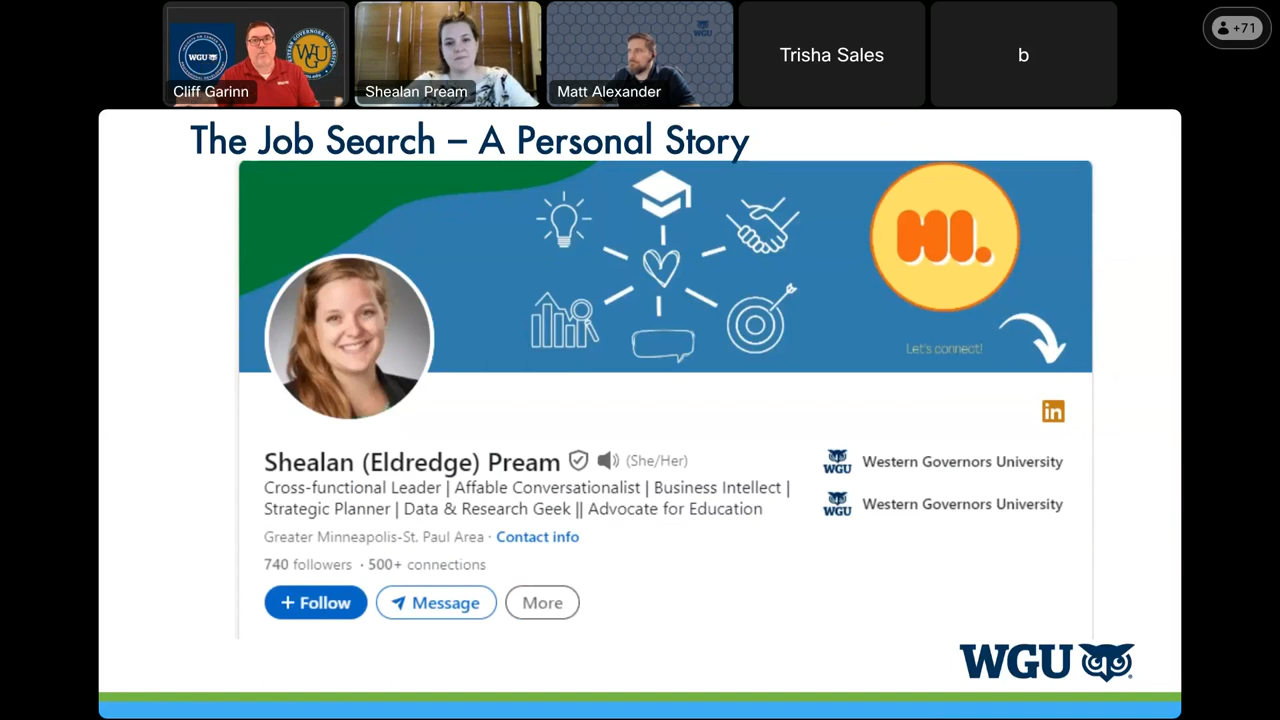 Cliff Garinn
Shealan Pream
Matt Alexander
Trisha Sales
b
+71
WGU
WGU
WGU
The Job Search – A Personal Story
HI.
Let's connect!
in
Shealan (Eldredge) Pream (She/Her)
Cross-functional Leader | Affable Conversationalist | Business Intellect |
Strategic Planner | Data & Research Geek || Advocate for Education
Greater Minneapolis-St. Paul Area · Contact info
740 followers · 500+ connections
+ Follow
Message
More
WGU Western Governors University
WGU Western Governors University
WGU